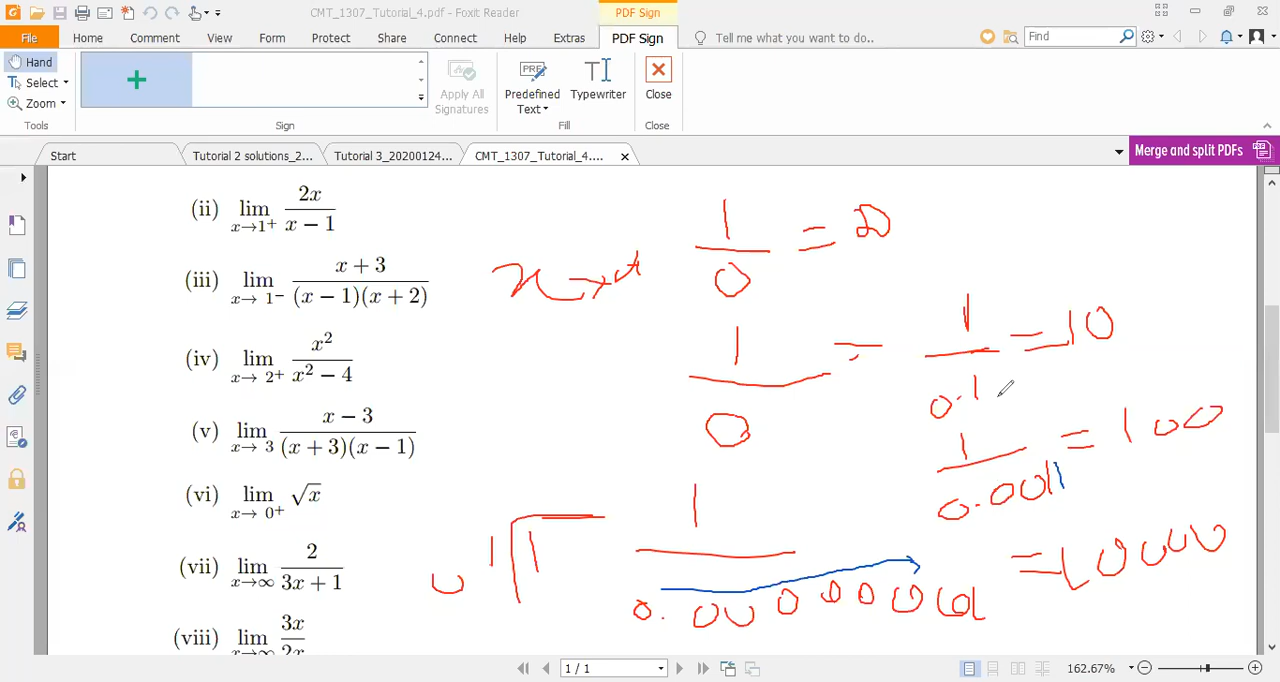 CMT_1307_Tutorial_4.pdf - Foxit Reader
PDF Sign
File Home Comment View Form Protect Share Connect Help Extras PDF Sign Tell me what you want to do.. Find
Hand
Select
Zoom
Tools
Sign
Apply All Signatures
PRE
Predefined Text
Typewriter
Fill
Close
Close
Start Tutorial 2 solutions_2... Tutorial 3_20200124... CMT_1307_Tutorial_4.... Merge and split PDFs
(ii) lim x→1⁺ 2x/(x − 1)
(iii) lim x→ 1⁻ (x + 3)/((x − 1)(x + 2))
(iv) lim x→ 2⁺ x²/(x² − 4)
(v) lim x→ 3 (x − 3)/((x + 3)(x − 1))
(vi) lim x→ 0⁺ √x
(vii) lim x→∞ 2/(3x + 1)
(viii) lim x→∞ 3x/2x
1/0 = ∞
1/0 = 1/0.1 = 10
1/0.001 = 100
= 10000
1 / 1
162.67%